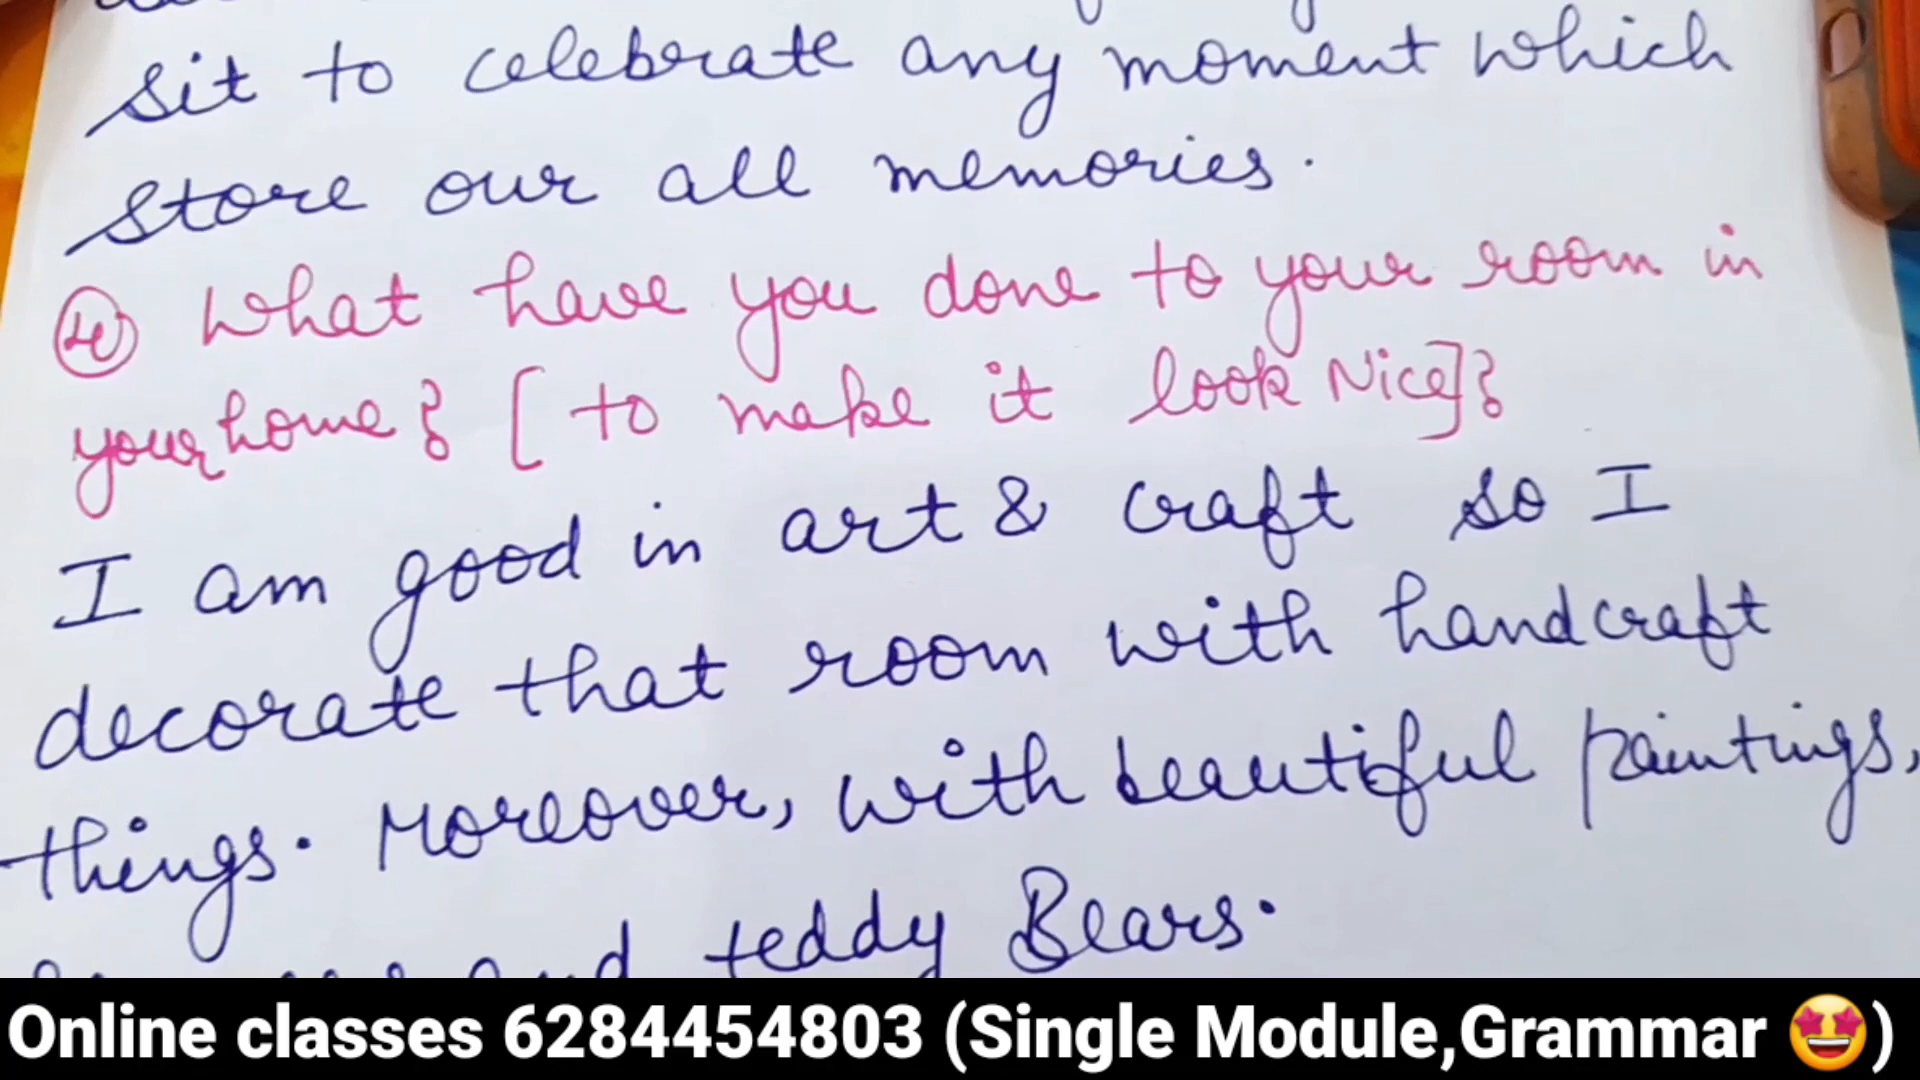 sit to celebrate any moment which
store our all memories.
④ What have you done to your room in
your home? [to make it look Nice]?
I am good in art & craft so I
decorate that room with handcraft
things. Moreover, with beautiful paintings,
and teddy Bears.
Online classes 6284454803 (Single Module,Grammar 🤩)